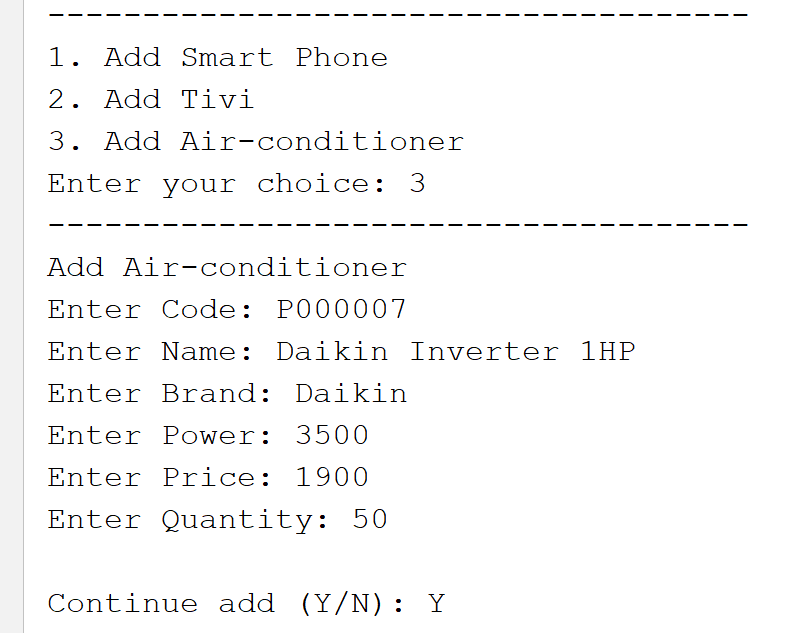 -------------------------------------
1. Add Smart Phone
2. Add Tivi
3. Add Air-conditioner
Enter your choice: 3
-------------------------------------
Add Air-conditioner
Enter Code: P000007
Enter Name: Daikin Inverter 1HP
Enter Brand: Daikin
Enter Power: 3500
Enter Price: 1900
Enter Quantity: 50
Continue add (Y/N): Y